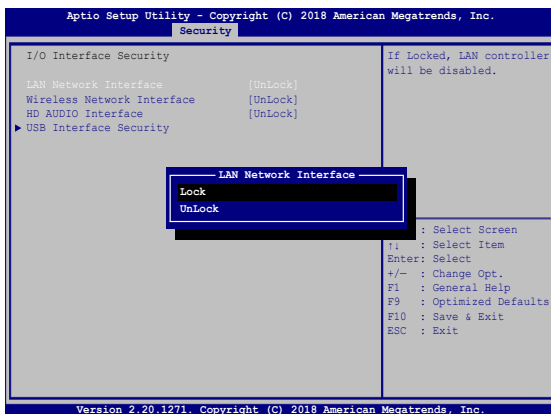 Aptio Setup Utility - Copyright (C) 2018 American Megatrends, Inc.
Security
I/O Interface Security
LAN Network Interface [UnLock]
Wireless Network Interface [UnLock]
HD AUDIO Interface [UnLock]
USB Interface Security
If Locked, LAN controller
will be disabled.
LAN Network Interface
Lock
UnLock
: Select Screen
↑↓ : Select Item
Enter: Select
+/— : Change Opt.
F1 : General Help
F9 : Optimized Defaults
F10 : Save & Exit
ESC : Exit
Version 2.20.1271. Copyright (C) 2018 American Megatrends, Inc.